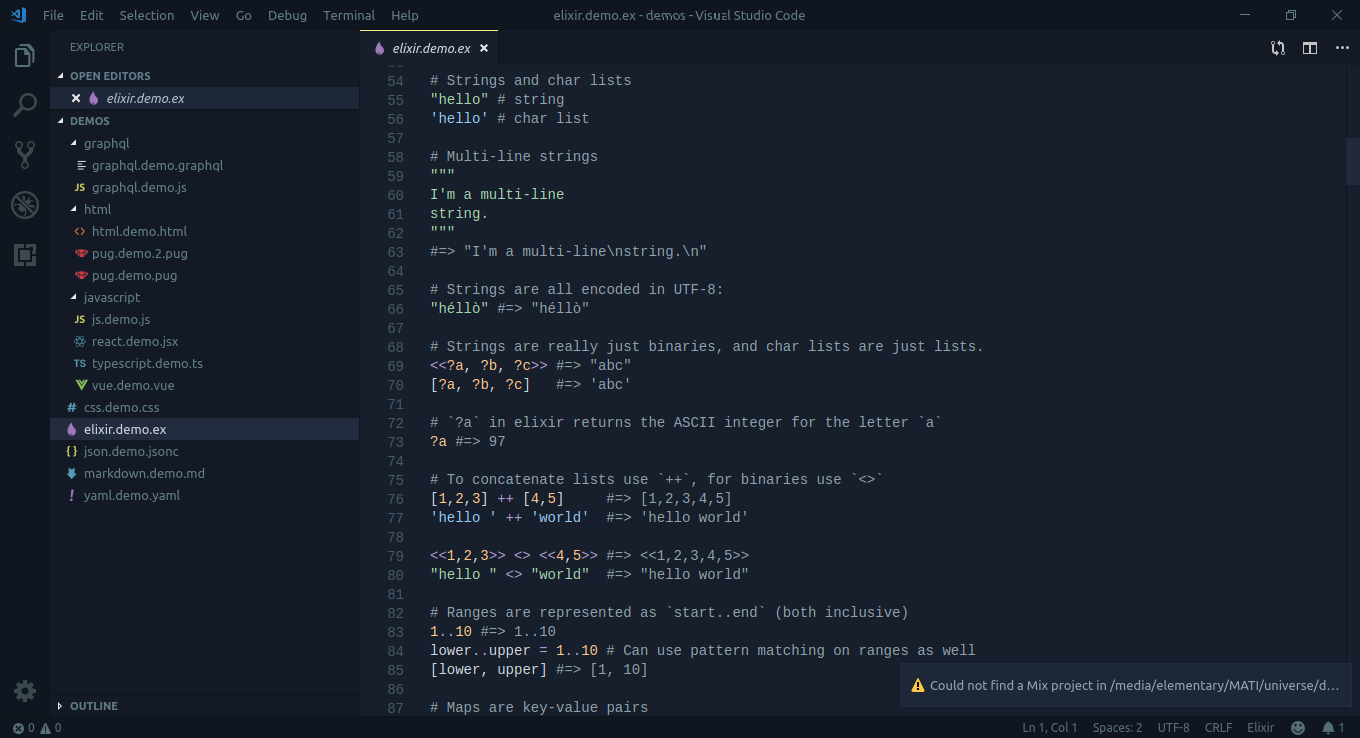 File Edit Selection View Go Debug Terminal Help
elixir.demo.ex - demos - Visual Studio Code
EXPLORER
OPEN EDITORS
elixir.demo.ex
DEMOS
graphql
graphql.demo.graphql
JS graphql.demo.js
html
<> html.demo.html
pug.demo.2.pug
pug.demo.pug
javascript
JS js.demo.js
react.demo.jsx
TS typescript.demo.ts
vue.demo.vue
# css.demo.css
elixir.demo.ex
{} json.demo.jsonc
markdown.demo.md
! yaml.demo.yaml
OUTLINE
elixir.demo.ex
54 # Strings and char lists
55 "hello" # string
56 'hello' # char list
57
58 # Multi-line strings
59 """
60 I'm a multi-line
61 string.
62 """
63 #=> "I'm a multi-line\nstring.\n"
64
65 # Strings are all encoded in UTF-8:
66 "héllò" #=> "héllò"
67
68 # Strings are really just binaries, and char lists are just lists.
69 <<?a, ?b, ?c>> #=> "abc"
70 [?a, ?b, ?c]   #=> 'abc'
71
72 # `?a` in elixir returns the ASCII integer for the letter `a`
73 ?a #=> 97
74
75 # To concatenate lists use `++`, for binaries use `<>`
76 [1,2,3] ++ [4,5]     #=> [1,2,3,4,5]
77 'hello ' ++ 'world'  #=> 'hello world'
78
79 <<1,2,3>> <> <<4,5>> #=> <<1,2,3,4,5>>
80 "hello " <> "world"  #=> "hello world"
81
82 # Ranges are represented as `start..end` (both inclusive)
83 1..10 #=> 1..10
84 lower..upper = 1..10 # Can use pattern matching on ranges as well
85 [lower, upper] #=> [1, 10]
86
87 # Maps are key-value pairs
Could not find a Mix project in /media/elementary/MATI/universe/d...
0 0
Ln 1, Col 1 Spaces: 2 UTF-8 CRLF Elixir 1